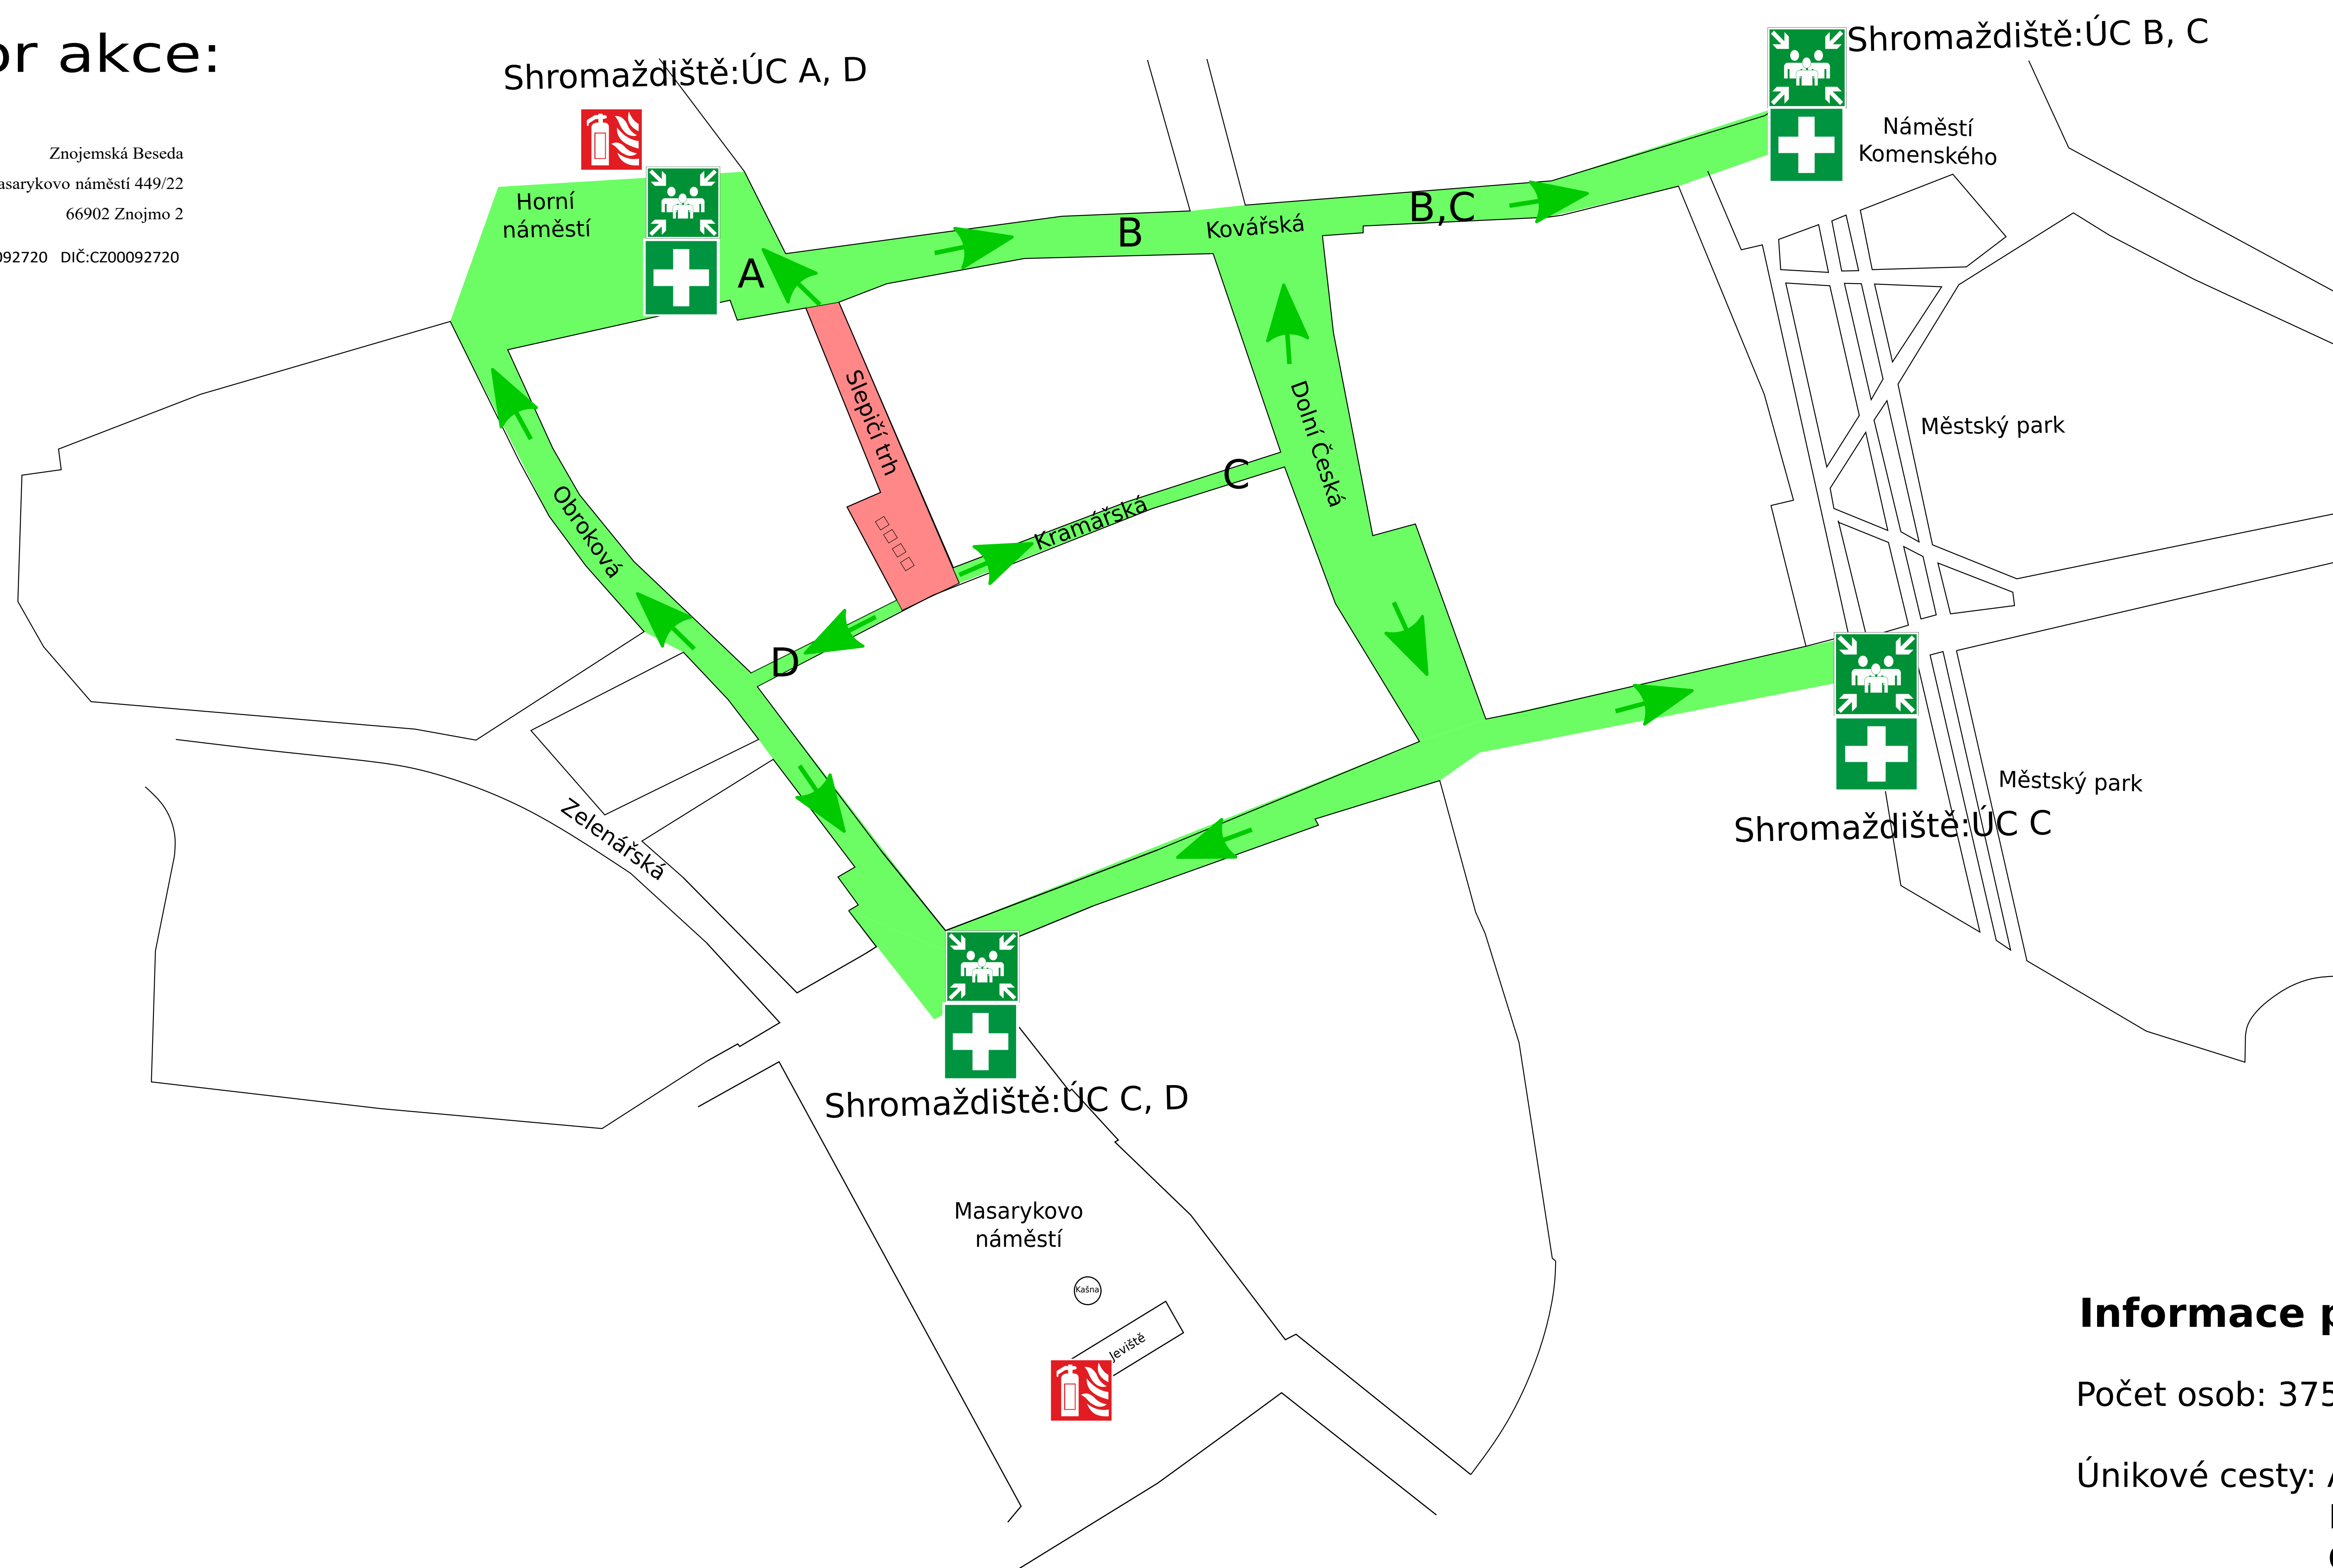 or akce:
Znojemská Beseda
asarykovo náměstí 449/22
66902 Znojmo 2
092720 DIČ:CZ00092720
Shromaždiště:ÚC A, D
Shromaždiště:ÚC B, C
Náměstí
Komenského
Horní
náměstí
A
B
Kovářská
B,C
Slepičí trh
Dolní Česká
Městský park
C
Kramářská
Obroková
D
Městský park
Zelenářská
Shromaždiště:ÚC C
Shromaždiště:ÚC C, D
Masarykovo
náměstí
Kašna
Jeviště
Informace p
Počet osob: 375
Únikové cesty: